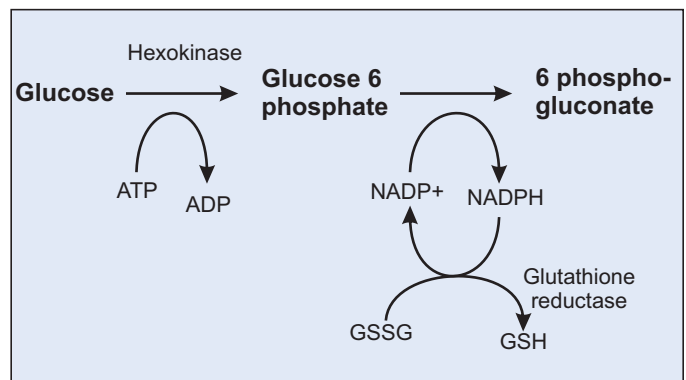 Hexokinase
Glucose
Glucose 6
phosphate
6 phospho-
gluconate
ATP
ADP
NADP+
NADPH
Glutathione
reductase
GSSG
GSH